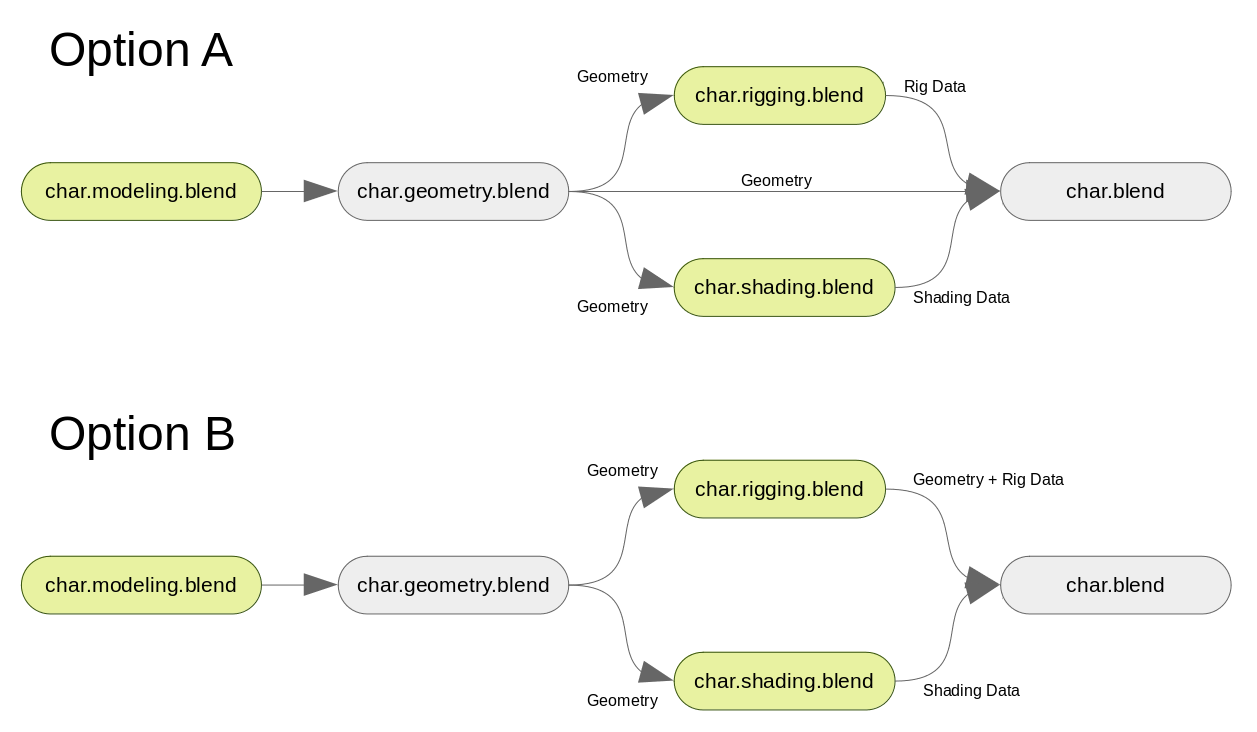 Option A
Geometry
char.rigging.blend
Rig Data
char.modeling.blend
char.geometry.blend
Geometry
char.blend
Geometry
char.shading.blend
Shading Data
Option B
Geometry
char.rigging.blend
Geometry + Rig Data
char.modeling.blend
char.geometry.blend
char.blend
Geometry
char.shading.blend
Shading Data